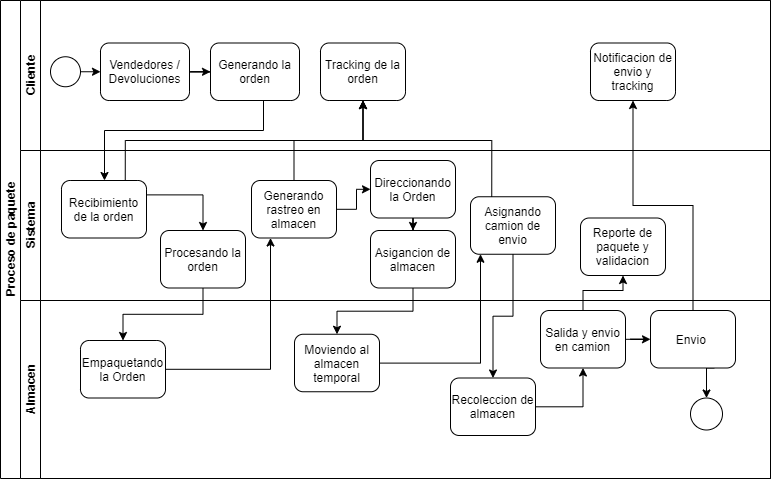 Proceso de paquete
Cliente
Vendedores /
Devoluciones
Generando la
orden
Tracking de la
orden
Notificacion de
envio y
tracking
Sistema
Recibimiento
de la orden
Procesando la
orden
Generando
rastreo en
almacen
Direccionando
la Orden
Asigancion de
almacen
Asignando
camion de
envio
Reporte de
paquete y
validacion
Almacen
Empaquetando
la Orden
Moviendo al
almacen
temporal
Recoleccion de
almacen
Salida y envio
en camion
Envio